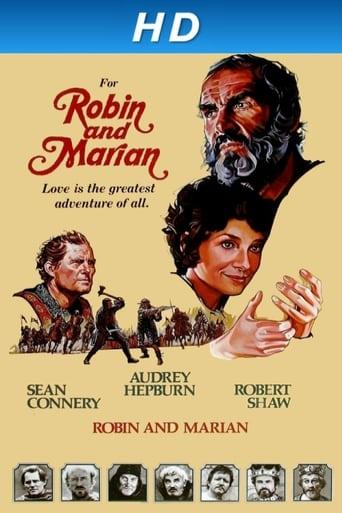 HD
For
Robin
and
Marian
Love is the greatest
adventure of all.
SEAN
CONNERY
AUDREY
HEPBURN
ROBERT
SHAW
ROBIN AND MARIAN